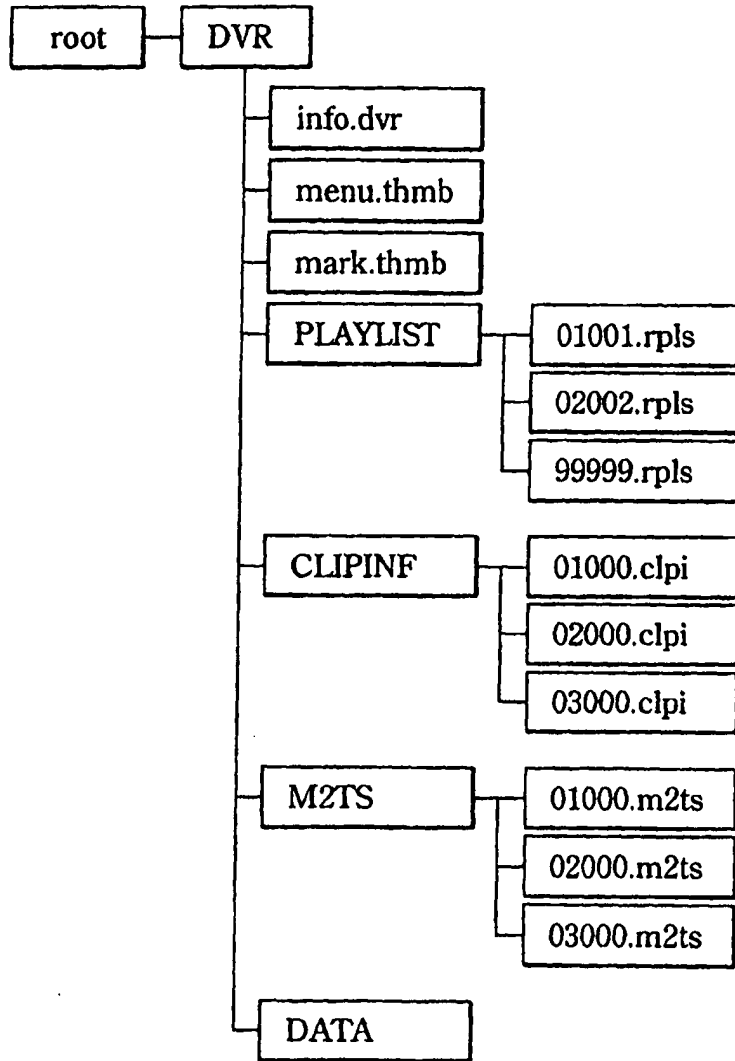 root
DVR
info.dvr
menu.thmb
mark.thmb
PLAYLIST
01001.rpls
02002.rpls
99999.rpls
CLIPINF
01000.clpi
02000.clpi
03000.clpi
M2TS
01000.m2ts
02000.m2ts
03000.m2ts
DATA